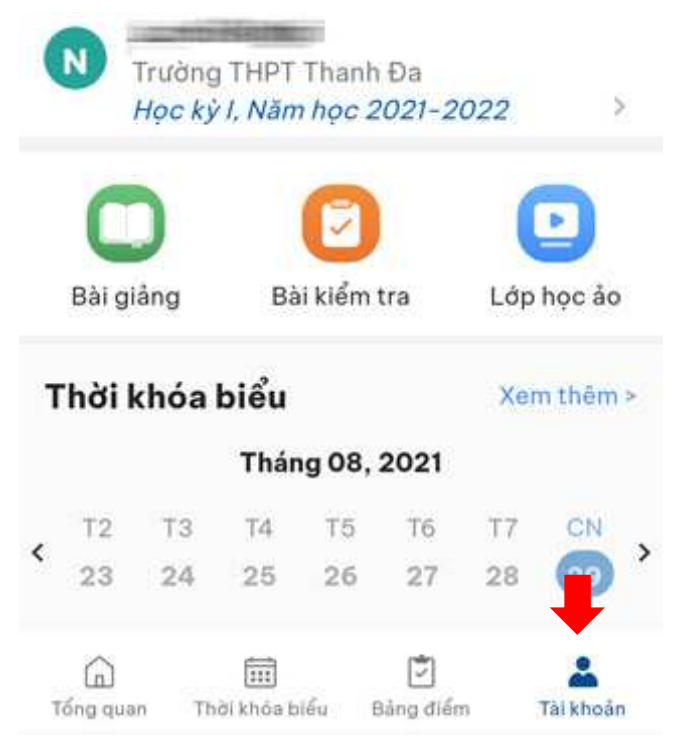 N
Trường THPT Thanh Đa
Học kỳ I, Năm học 2021-2022 >
Bài giảng Bài kiểm tra Lớp học ảo
Thời khóa biểu Xem thêm >
Tháng 08, 2021
T2 T3 T4 T5 T6 T7 CN
< 23 24 25 26 27 28 >
Tổng quan Thời khóa biểu Bảng điểm Tài khoản